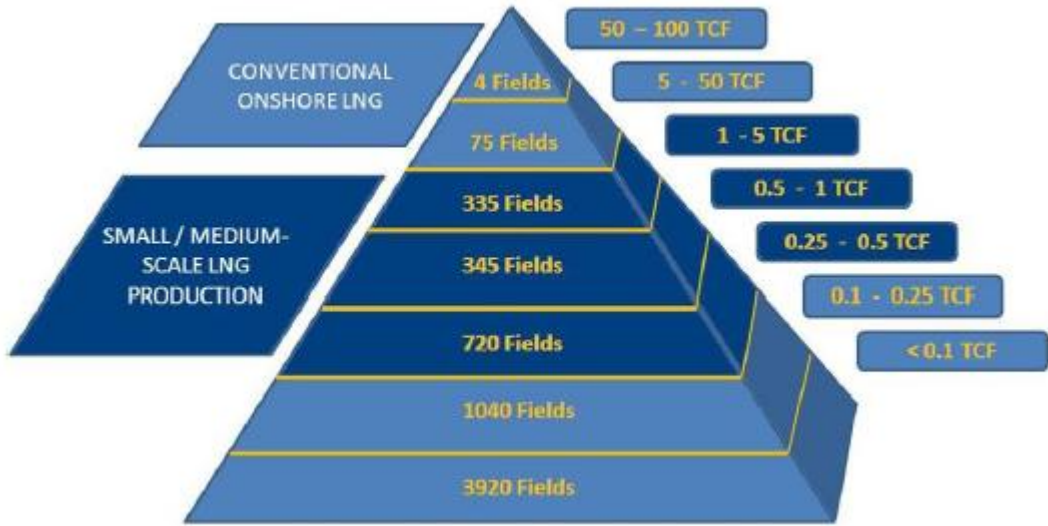 CONVENTIONAL
ONSHORE LNG
SMALL / MEDIUM-
SCALE LNG
PRODUCTION
4 Fields
75 Fields
335 Fields
345 Fields
720 Fields
1040 Fields
3920 Fields
50 – 100 TCF
5 - 50 TCF
1 - 5 TCF
0.5 - 1 TCF
0.25 - 0.5 TCF
0.1 - 0.25 TCF
< 0.1 TCF